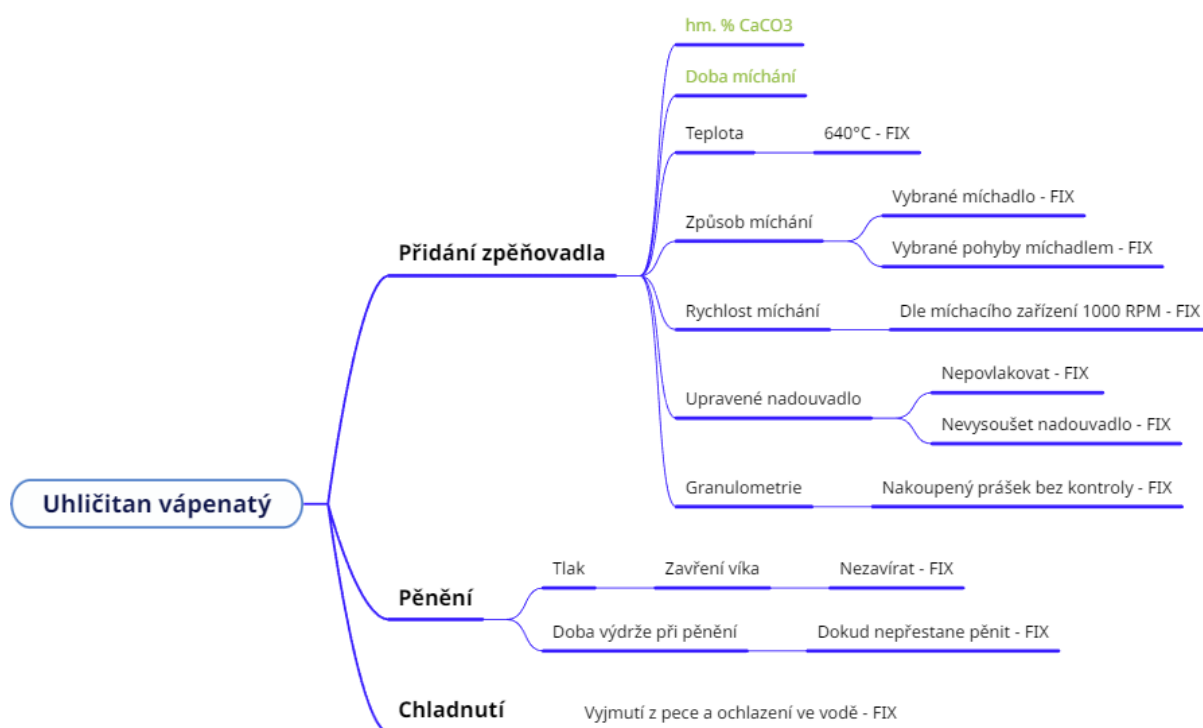 hm. % CaCO3
Doba míchání
Teplota
640°C - FIX
Vybrané míchadlo - FIX
Způsob míchání
Vybrané pohyby míchadlem - FIX
Přidání zpěňovadla
Rychlost míchání
Dle míchacího zařízení 1000 RPM - FIX
Nepovlakovat - FIX
Upravené nadouvadlo
Nevysoušet nadouvadlo - FIX
Granulometrie
Nakoupený prášek bez kontroly - FIX
Uhličitan vápenatý
Tlak
Zavření víka
Nezavírat - FIX
Pěnění
Doba výdrže při pěnění
Dokud nepřestane pěnit - FIX
Chladnutí
Vyjmutí z pece a ochlazení ve vodě - FIX